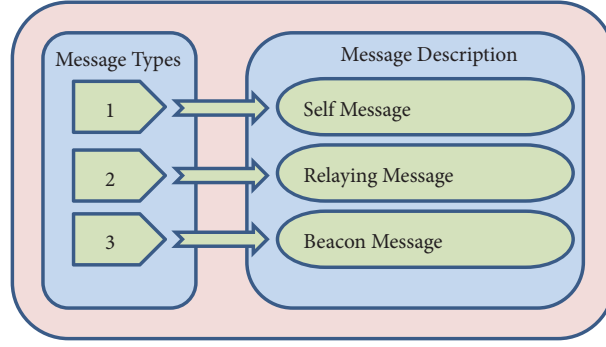 Message Types
Message Description
1
Self Message
2
Relaying Message
3
Beacon Message